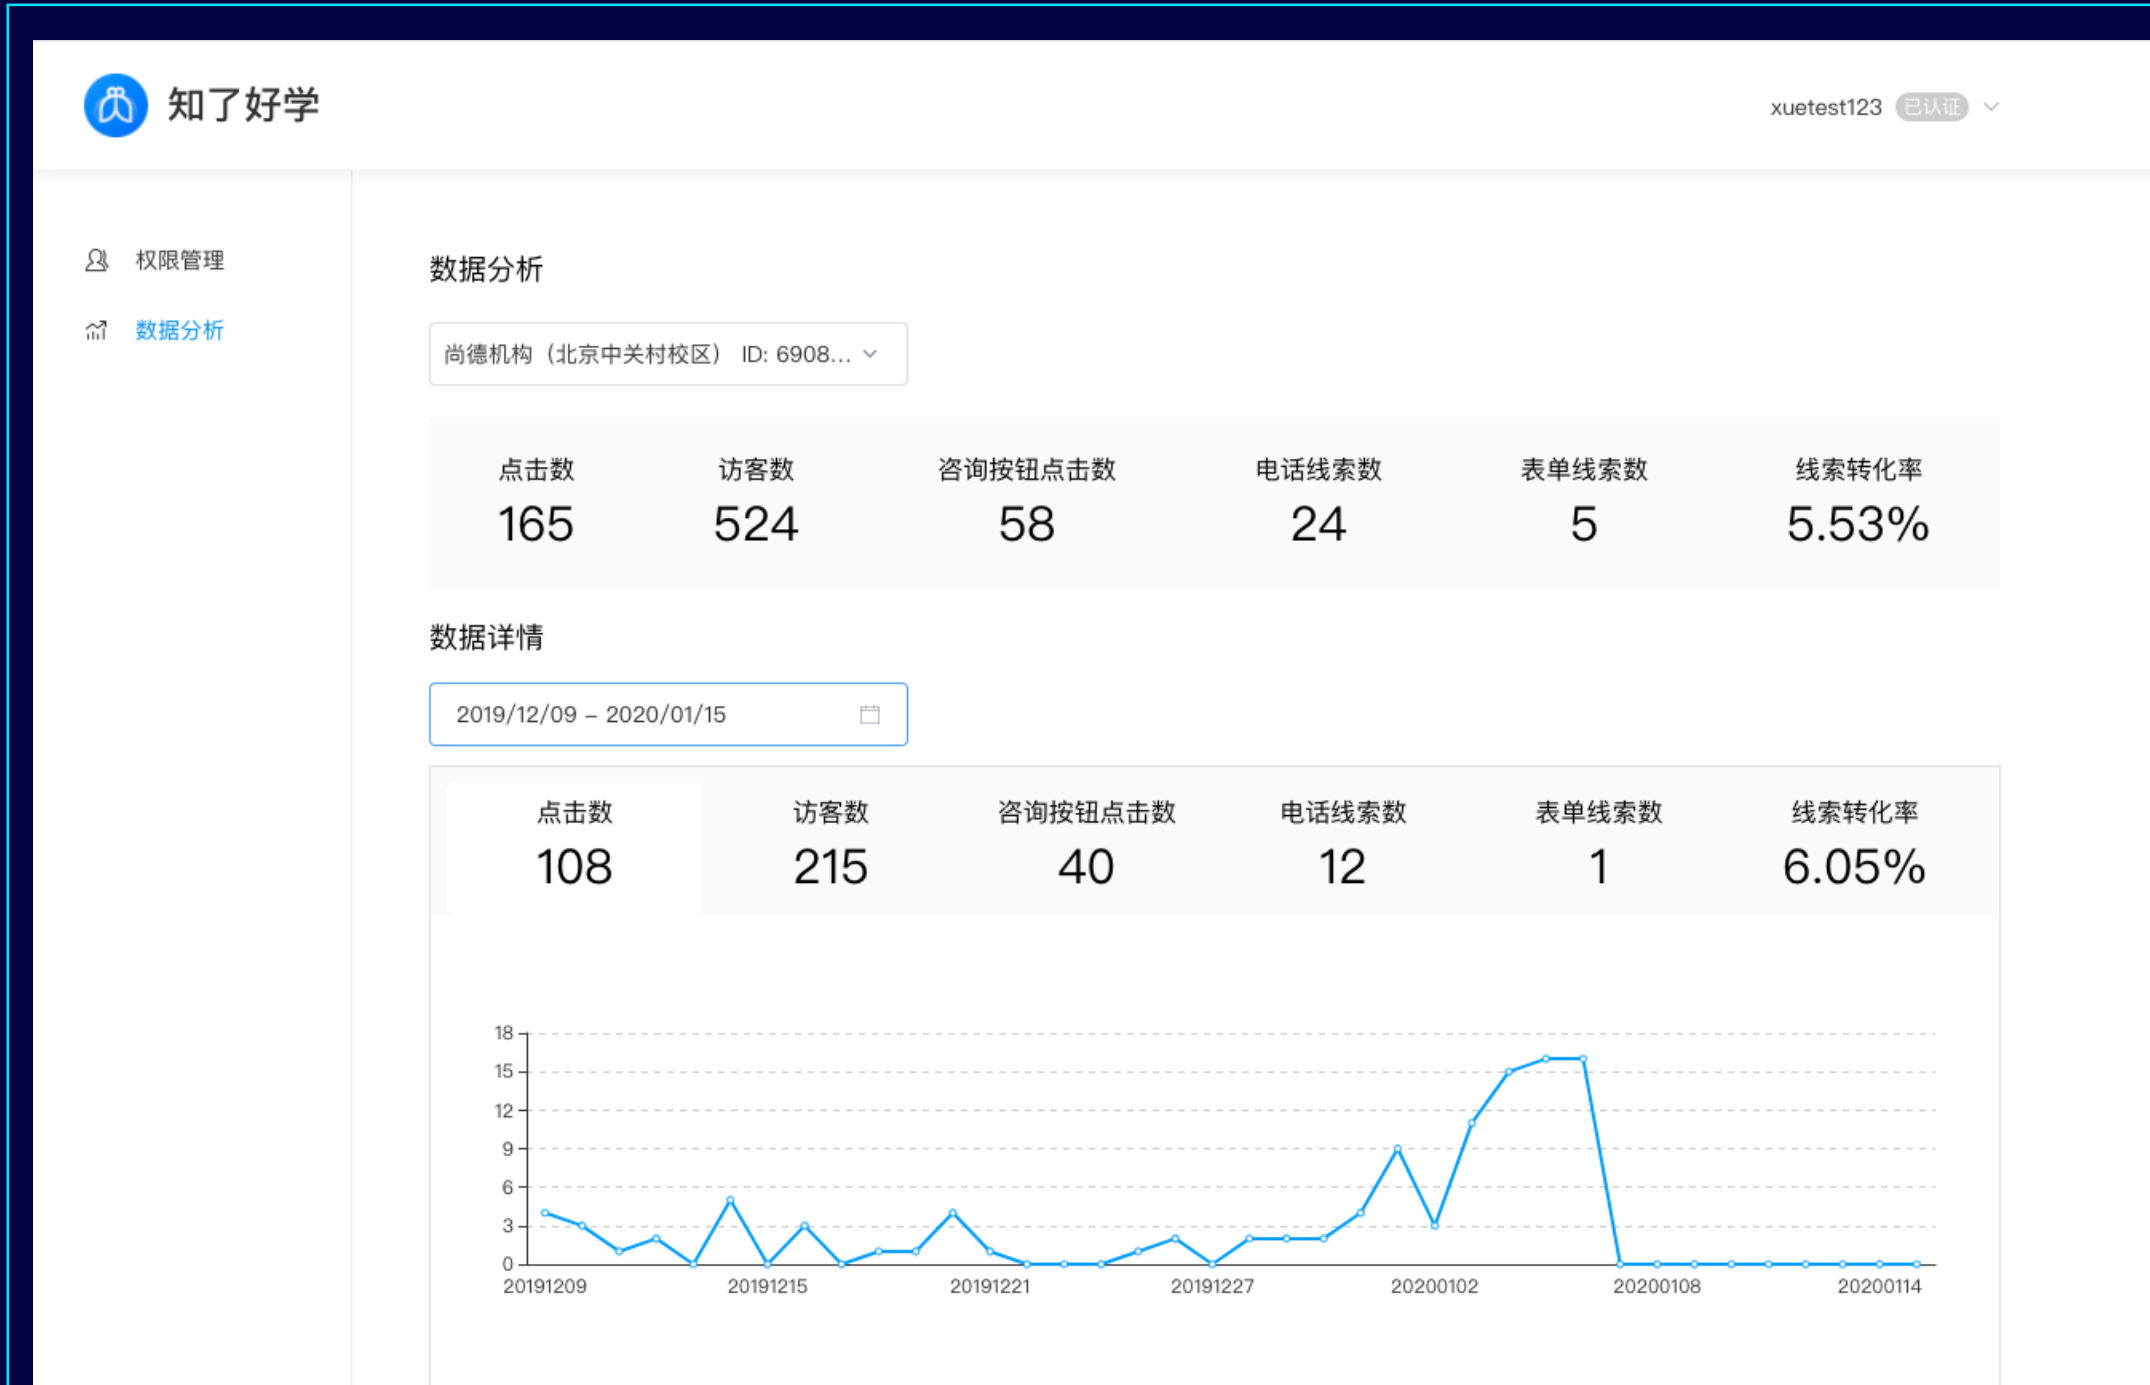 知了好学
xuetest123 已认证
权限管理
数据分析
数据分析
尚德机构（北京中关村校区） ID: 6908...
点击数 访客数 咨询按钮点击数 电话线索数 表单线索数 线索转化率
165 524 58 24 5 5.53%
数据详情
2019/12/09 – 2020/01/15
点击数 访客数 咨询按钮点击数 电话线索数 表单线索数 线索转化率
108 215 40 12 1 6.05%
18
15
12
9
6
3
0
20191209 20191215 20191221 20191227 20200102 20200108 20200114